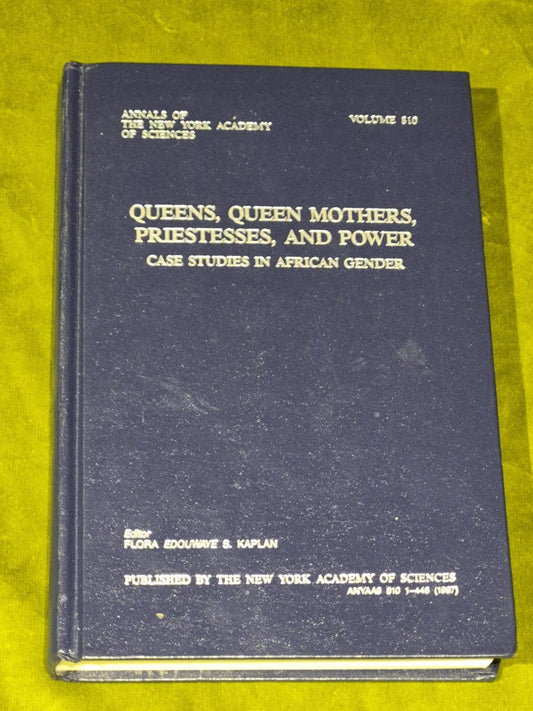 ANNALS OF
THE NEW YORK ACADEMY
OF SCIENCES
VOLUME 810
QUEENS, QUEEN MOTHERS,
PRIESTESSES, AND POWER
CASE STUDIES IN AFRICAN GENDER
Editor
FLORA EDOUWAYE S. KAPLAN
PUBLISHED BY THE NEW YORK ACADEMY OF SCIENCES
ANYAA9 810 1–446 (1997)